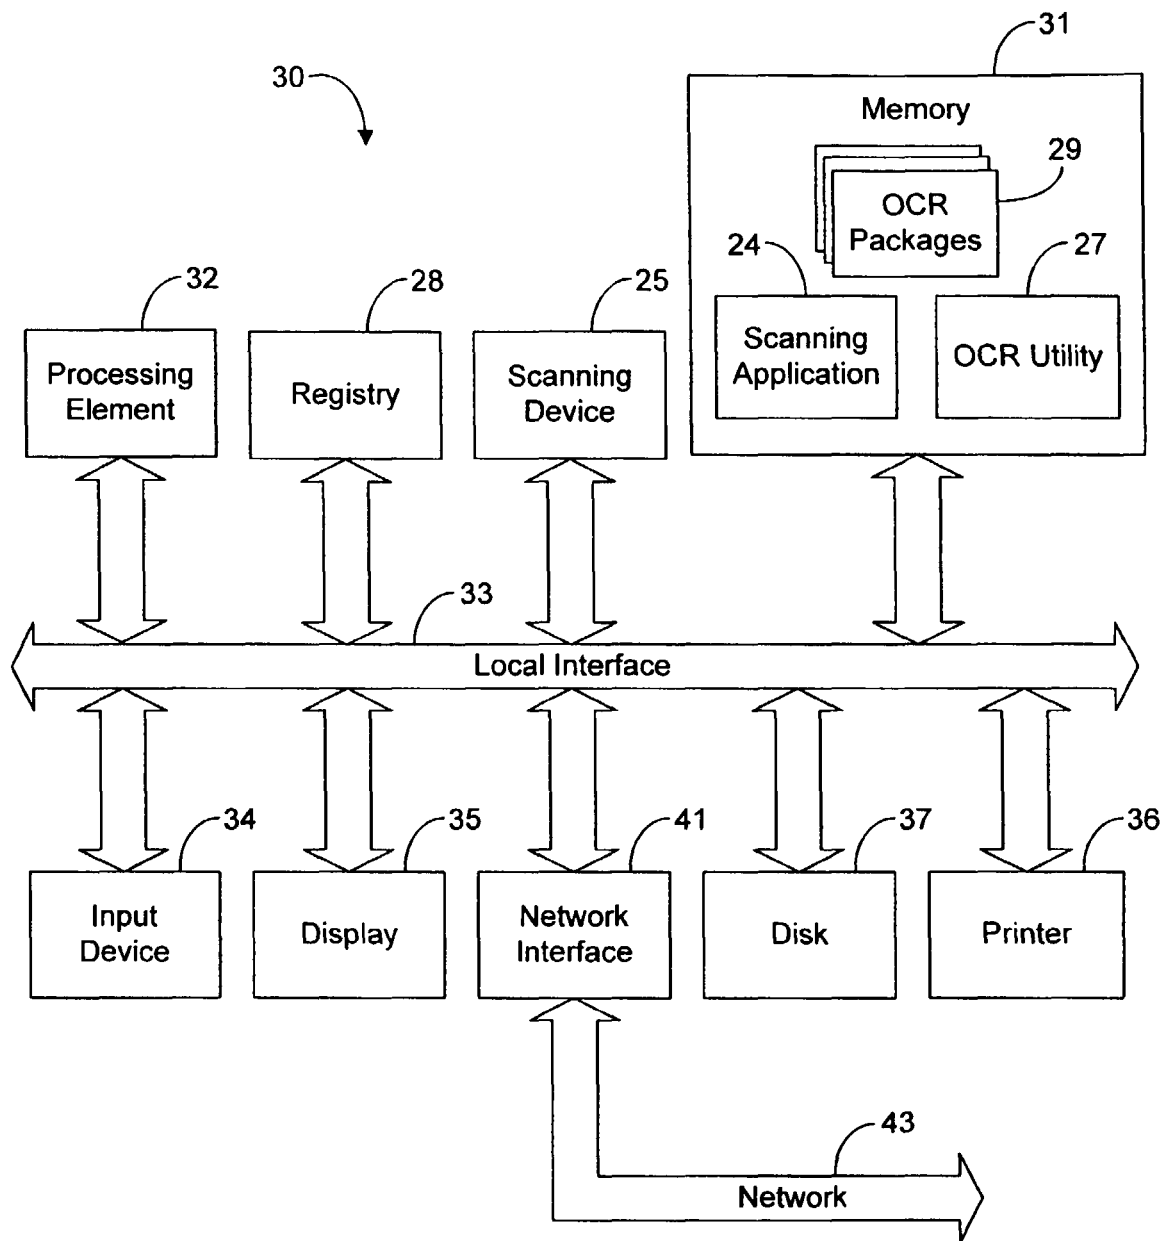 31
30
Memory
29
OCR
Packages
24
27
32
28
25
Scanning
Application
OCR Utility
Processing
Element
Registry
Scanning
Device
33
Local Interface
34
35
41
37
36
Input
Device
Display
Network
Interface
Disk
Printer
43
Network